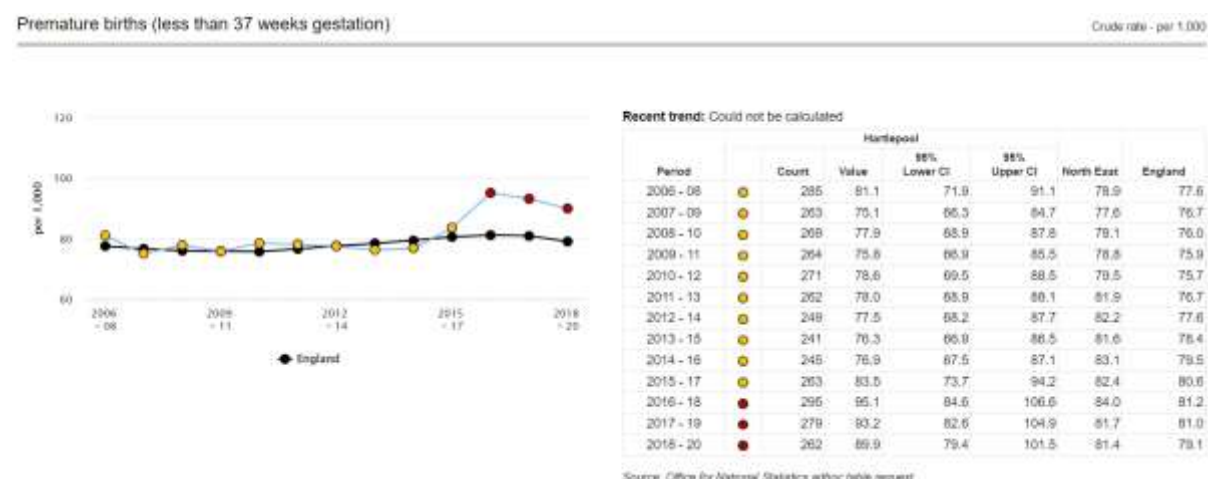 Premature births (less than 37 weeks gestation)
Crude rate - per 1,000
120
100
80
60
per 1,000
2006 - 08
2009 - 11
2012 - 14
2015 - 17
2018 - 20
England
Recent trend: Could not be calculated
Hartlepool
Period Count Value 95% Lower CI 95% Upper CI North East England
2006 - 08 285 81.1 71.9 91.1 78.9 77.6
2007 - 09 263 75.1 66.3 84.7 77.6 76.7
2008 - 10 269 77.9 68.9 87.8 79.1 76.0
2009 - 11 264 75.8 66.9 85.5 78.8 75.9
2010 - 12 271 78.6 69.5 88.5 79.5 75.7
2011 - 13 262 78.0 68.9 88.1 81.9 76.7
2012 - 14 249 77.5 68.2 87.7 82.2 77.6
2013 - 15 241 76.3 66.9 86.5 81.6 78.4
2014 - 16 245 76.9 67.5 87.1 83.1 79.5
2015 - 17 263 83.5 73.7 94.2 82.4 80.6
2016 - 18 295 95.1 84.6 106.6 84.0 81.2
2017 - 19 279 93.2 82.6 104.9 81.7 81.0
2018 - 20 262 89.9 79.4 101.5 81.4 79.1
Source: Office for National Statistics adhoc table request